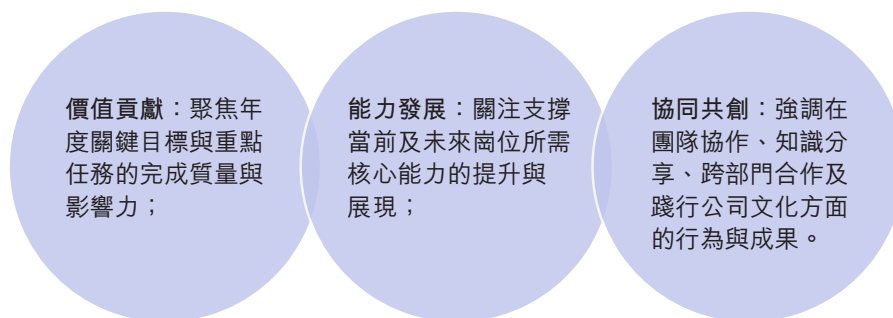 價值貢獻：聚焦年
度關鍵目標與重點
任務的完成質量與
影響力；
能力發展：關注支撐
當前及未來崗位所需
核心能力的提升與
展現；
協同共創：強調在
團隊協作、知識分
享、跨部門合作及
踐行公司文化方面
的行為與成果。